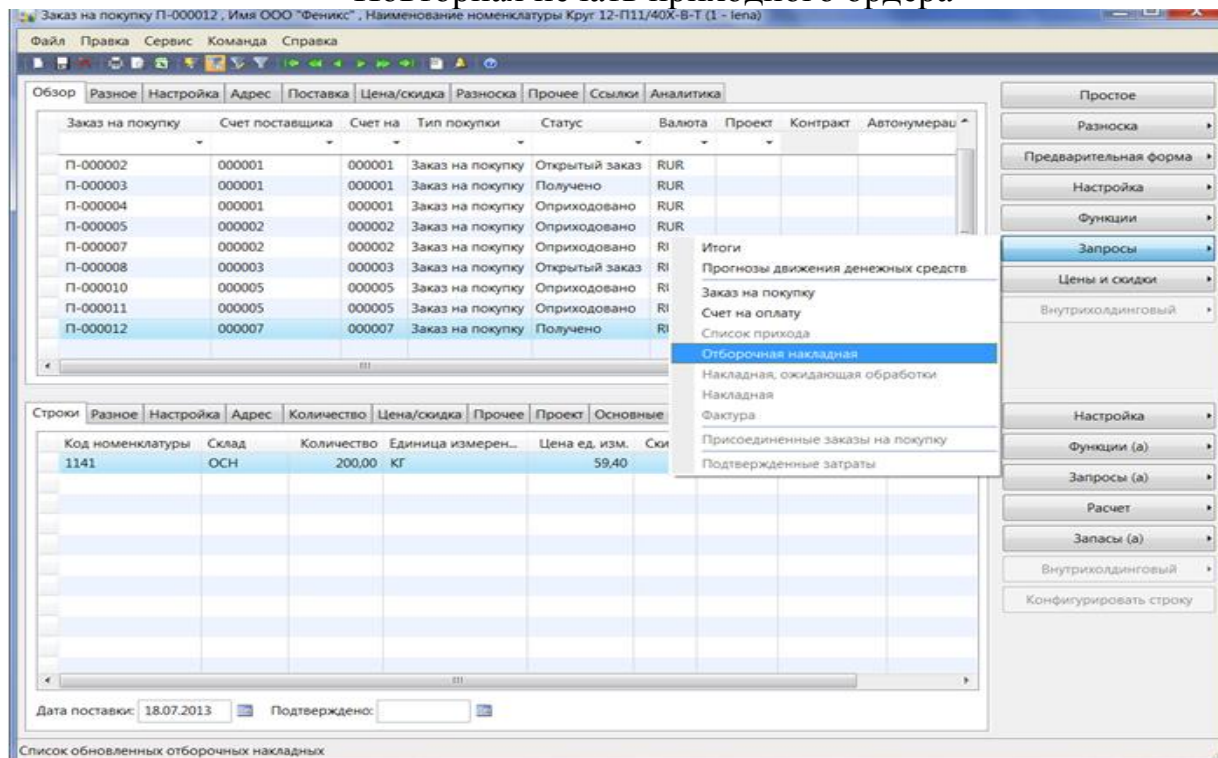 Повторная печать приходного ордера
Заказ на покупку П-000012 , Имя ООО "Феникс" , Наименование номенклатуры Круг 12-П11/40Х-В-Т (1 - lena)
Файл Правка Сервис Команда Справка
Обзор Разное Настройка Адрес Поставка Цена/скидка Разноска Прочее Ссылки Аналитика
Простое
Заказ на покупку Счет поставщика Счет на Тип покупки Статус Валюта Проект Контракт Автонумерац
Разноска
Предварительная форма
П-000002 000001 000001 Заказ на покупку Открытый заказ RUR
П-000003 000001 000001 Заказ на покупку Получено RUR
Настройка
П-000004 000001 000001 Заказ на покупку Оприходовано RUR
П-000005 000002 000002 Заказ на покупку Оприходовано RUR
Функции
П-000007 000002 000002 Заказ на покупку Оприходовано
Итоги
Запросы
П-000008 000003 000003 Заказ на покупку Открытый заказ
Прогнозы движения денежных средств
Цены и скидки
П-000010 000005 000005 Заказ на покупку Оприходовано
Заказ на покупку
П-000011 000005 000005 Заказ на покупку Оприходовано
Счет на оплату
Внутрихолдинговый
П-000012 000007 000007 Заказ на покупку Получено
Список прихода
Отборочная накладная
Накладная, ожидающая обработки
Накладная
Фактура
Присоединенные заказы на покупку
Подтвержденные затраты
Строки Разное Настройка Адрес Количество Цена/скидка Прочее Проект Основные
Настройка
Код номенклатуры Склад Количество Единица измерен... Цена ед. изм. Ски
Функции (а)
1141 ОСН 200,00 КГ 59,40
Запросы (а)
Расчет
Запасы (а)
Внутрихолдинговый
Конфигурировать строку
Дата поставки: 18.07.2013 Подтверждено:
Список обновленных отборочных накладных